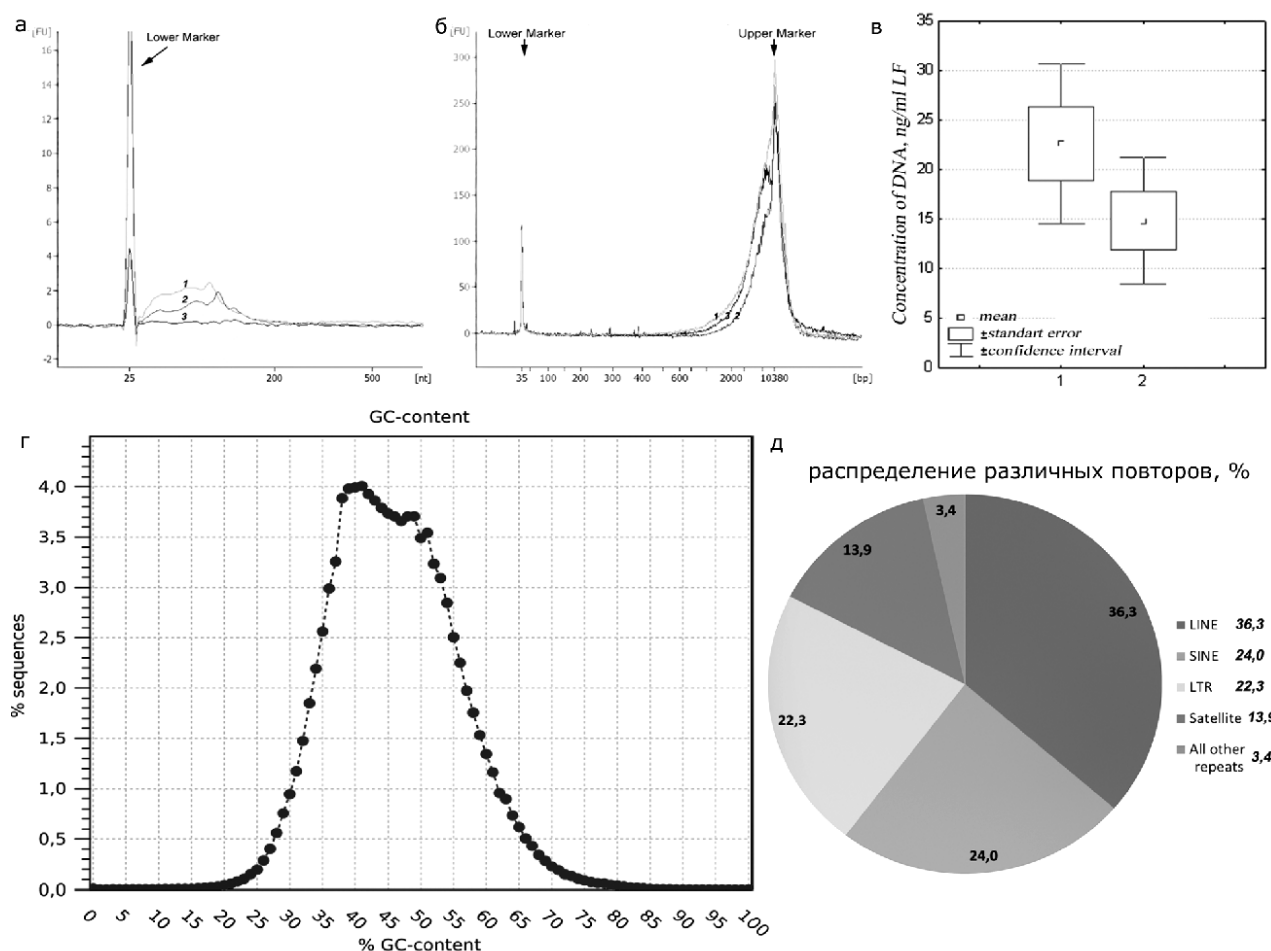 а
[FU]
Lower Marker
16
14
12
10
8
6
4
2
0
-2
1
2
3
25
200
500
[nt]
б
[FU]
Lower Marker
Upper Marker
300
250
200
150
100
50
0
1 3 2
35
100
200
300
400
600
2000
10380
[bp]
в
Concentration of DNA, ng/ml LF
35
30
25
20
15
10
5
0
mean
±standart error
±confidence interval
1
2
г
GC-content
% sequences
4,0
3,5
3,0
2,5
2,0
1,5
1,0
0,5
0,0
0
5
10
15
20
25
30
35
40
45
50
55
60
65
70
75
80
85
90
95
100
% GC-content
д
распределение различных повторов, %
3,4
13,9
36,3
22,3
24,0
LINE 36,3
SINE 24,0
LTR 22,3
Satellite 13,9
All other
repeats 3,4